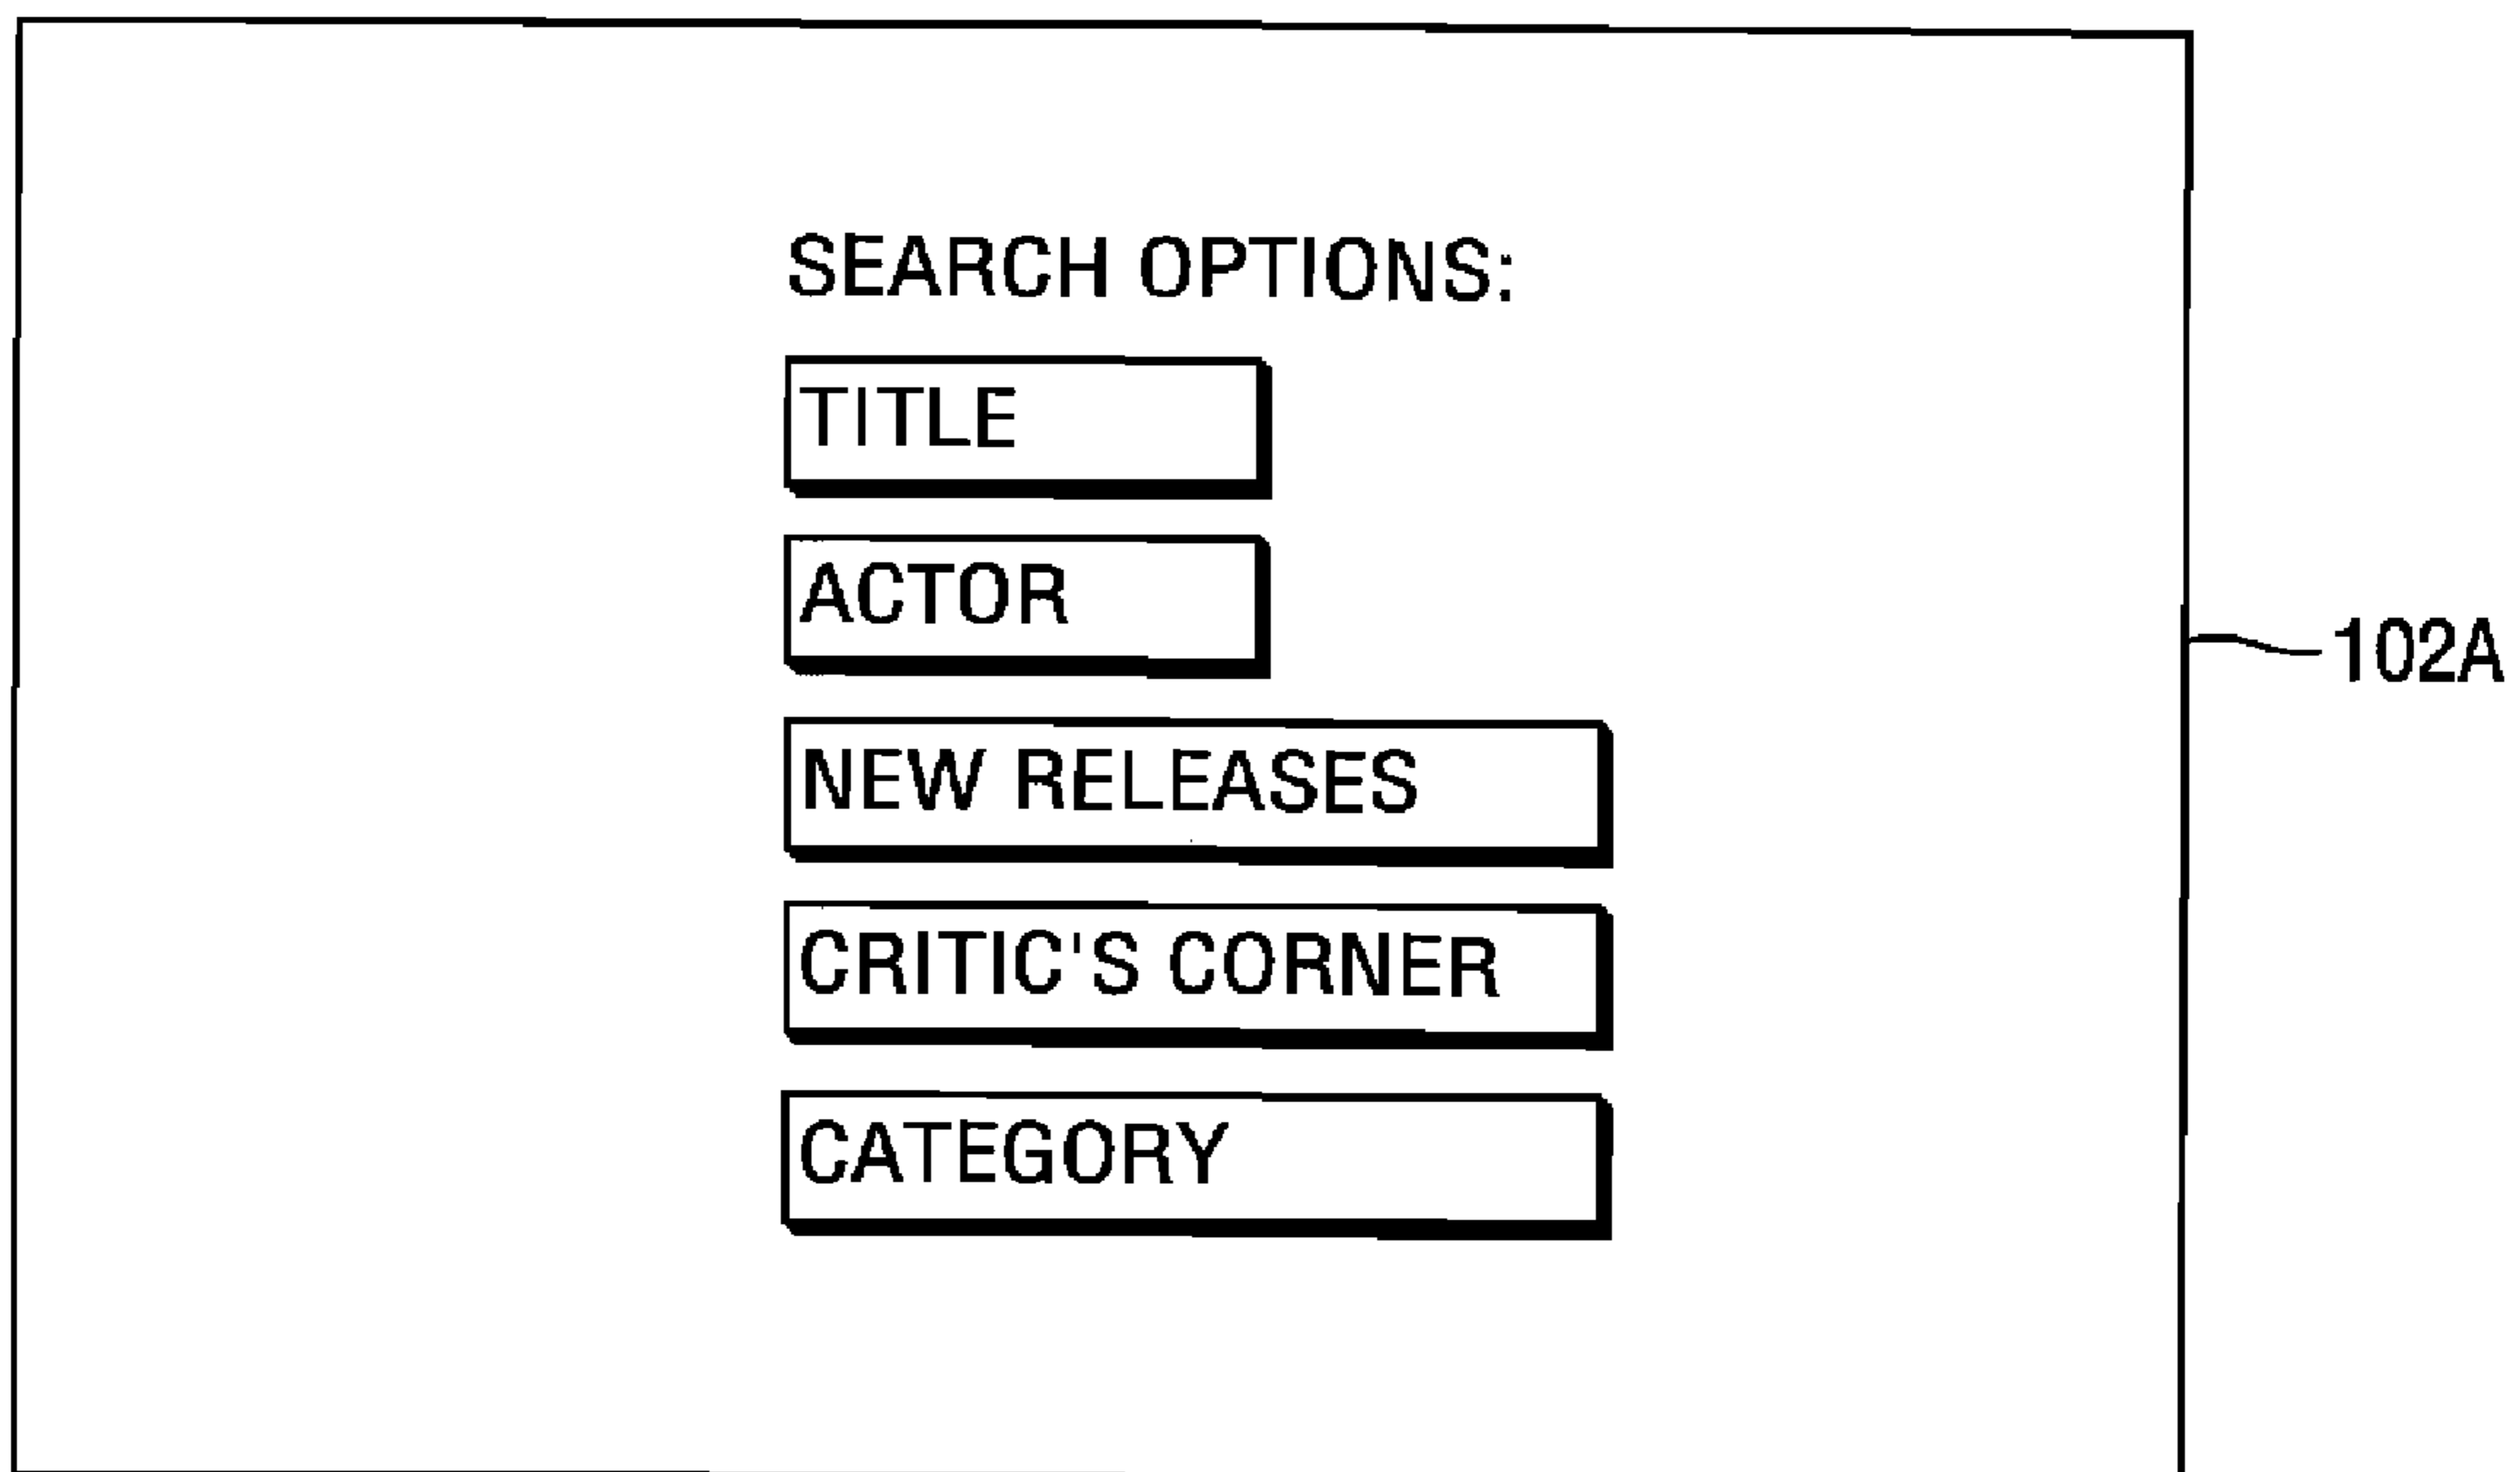 SEARCH OPTIONS:
TITLE
ACTOR
102A
NEW RELEASES
CRITIC'S CORNER
CATEGORY